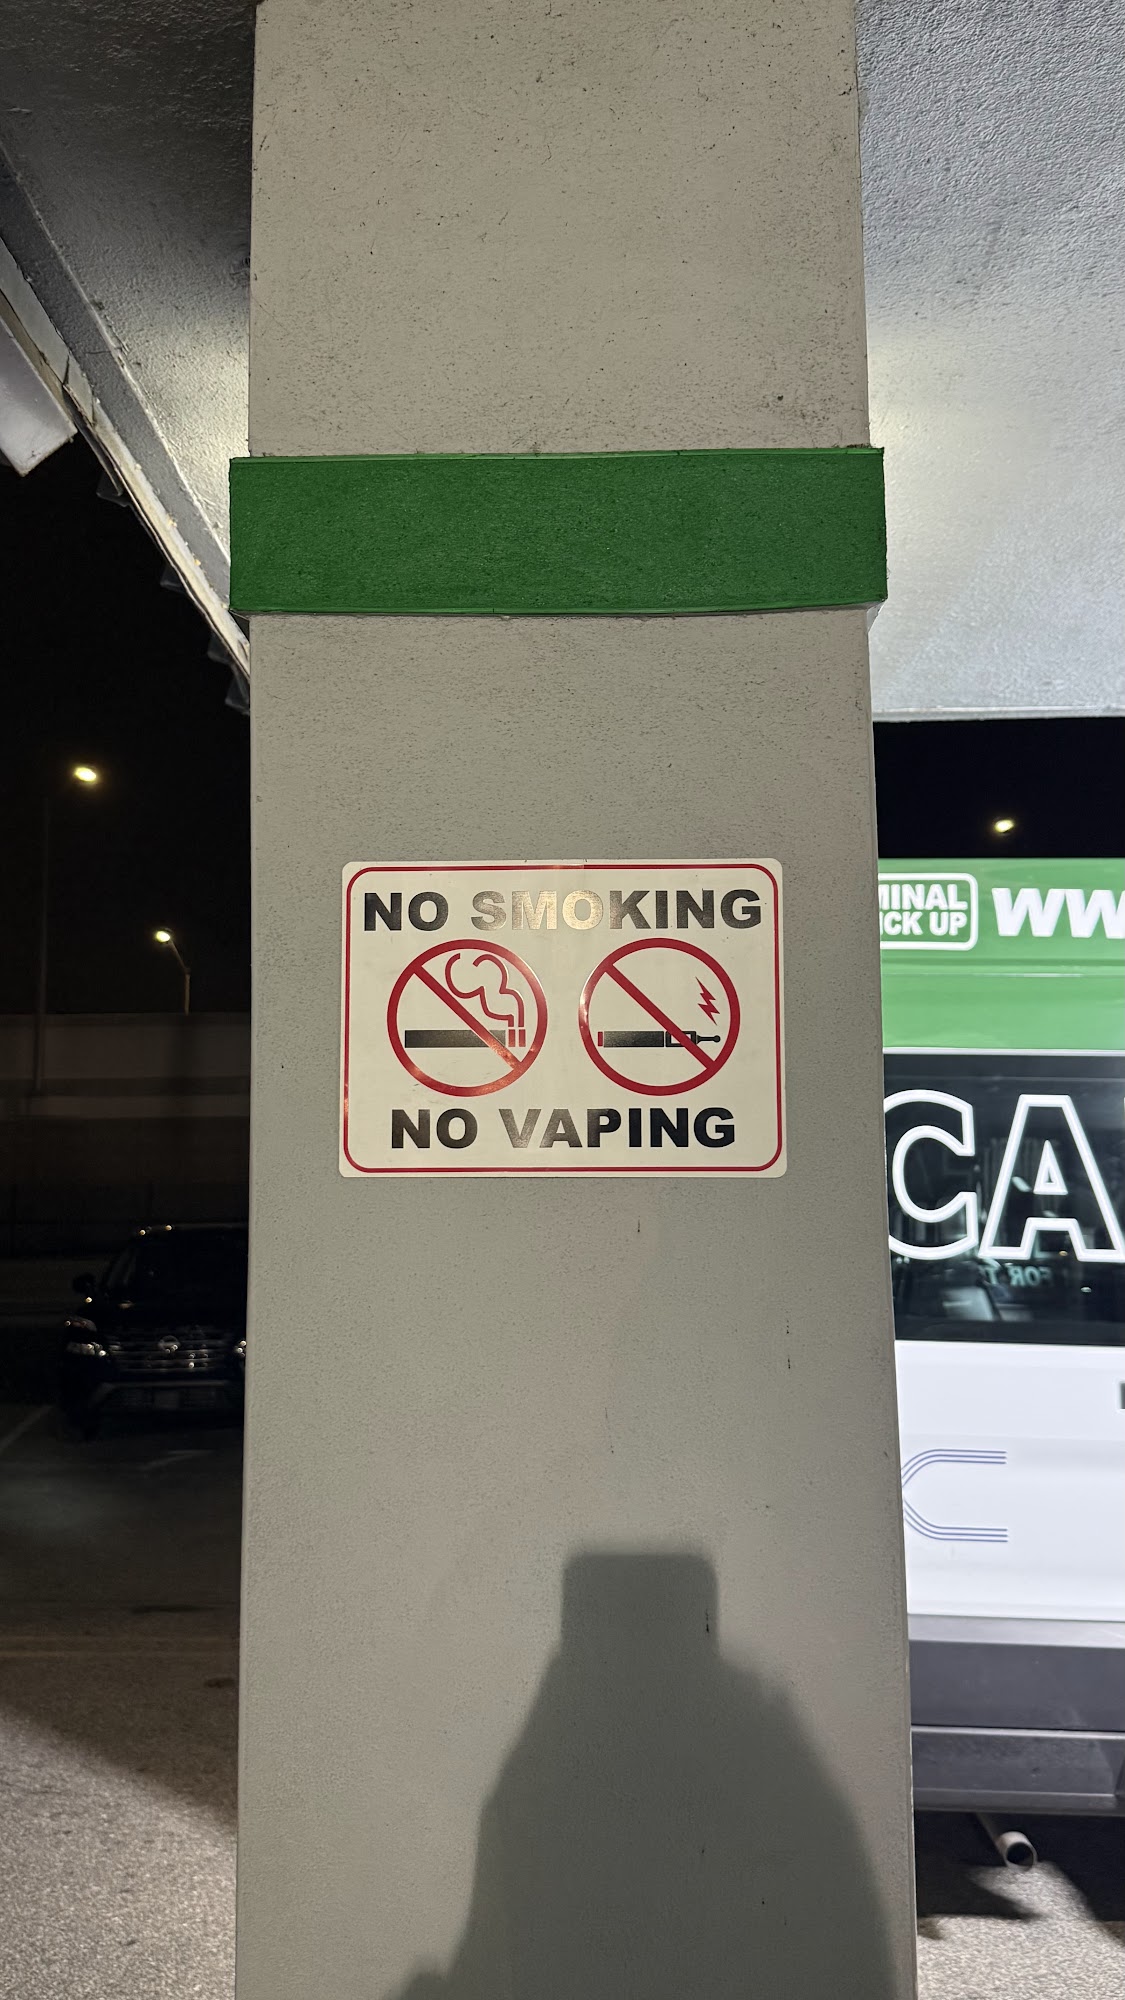 NO SMOKING
NO VAPING
MINAL
ICK UP
WW
CA